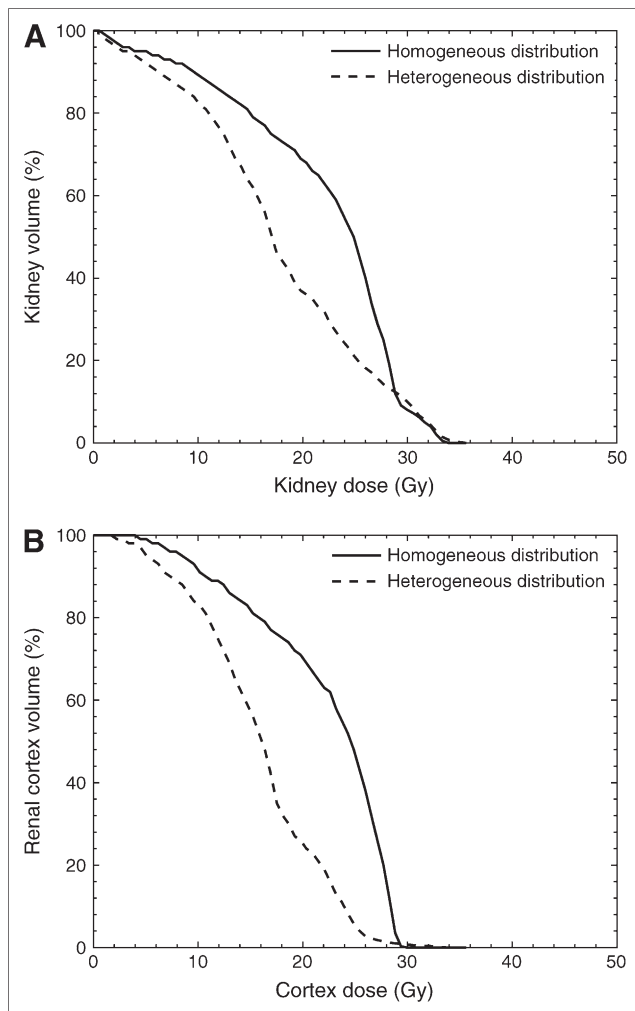 A
Homogeneous distribution
Heterogeneous distribution
Kidney volume (%)
100
80
60
40
20
0
0 10 20 30 40 50
Kidney dose (Gy)
B
Homogeneous distribution
Heterogeneous distribution
Renal cortex volume (%)
100
80
60
40
20
0
0 10 20 30 40 50
Cortex dose (Gy)